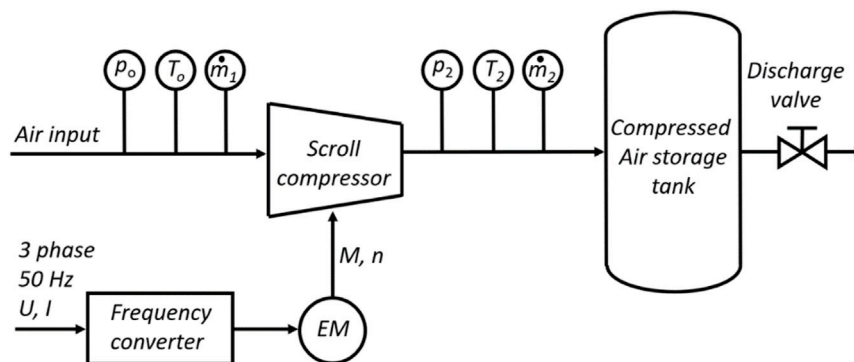 p₀ T₀ ṁ₁
p₂ T₂ ṁ₂
Discharge
valve
Air input
Scroll
compressor
Compressed
Air storage
tank
3 phase
50 Hz
U, I
M, n
Frequency
converter
EM